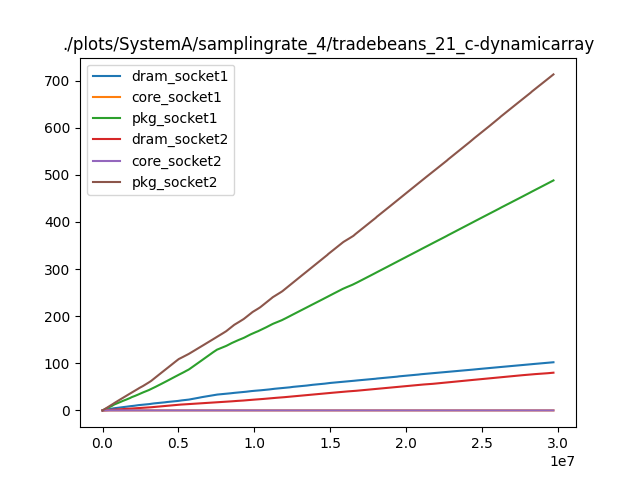 ./plots/SystemA/samplingrate_4/tradebeans_21_c-dynamicarray
dram_socket1
core_socket1
pkg_socket1
dram_socket2
core_socket2
pkg_socket2
700
600
500
400
300
200
100
0
0.0 0.5 1.0 1.5 2.0 2.5 3.0
1e7